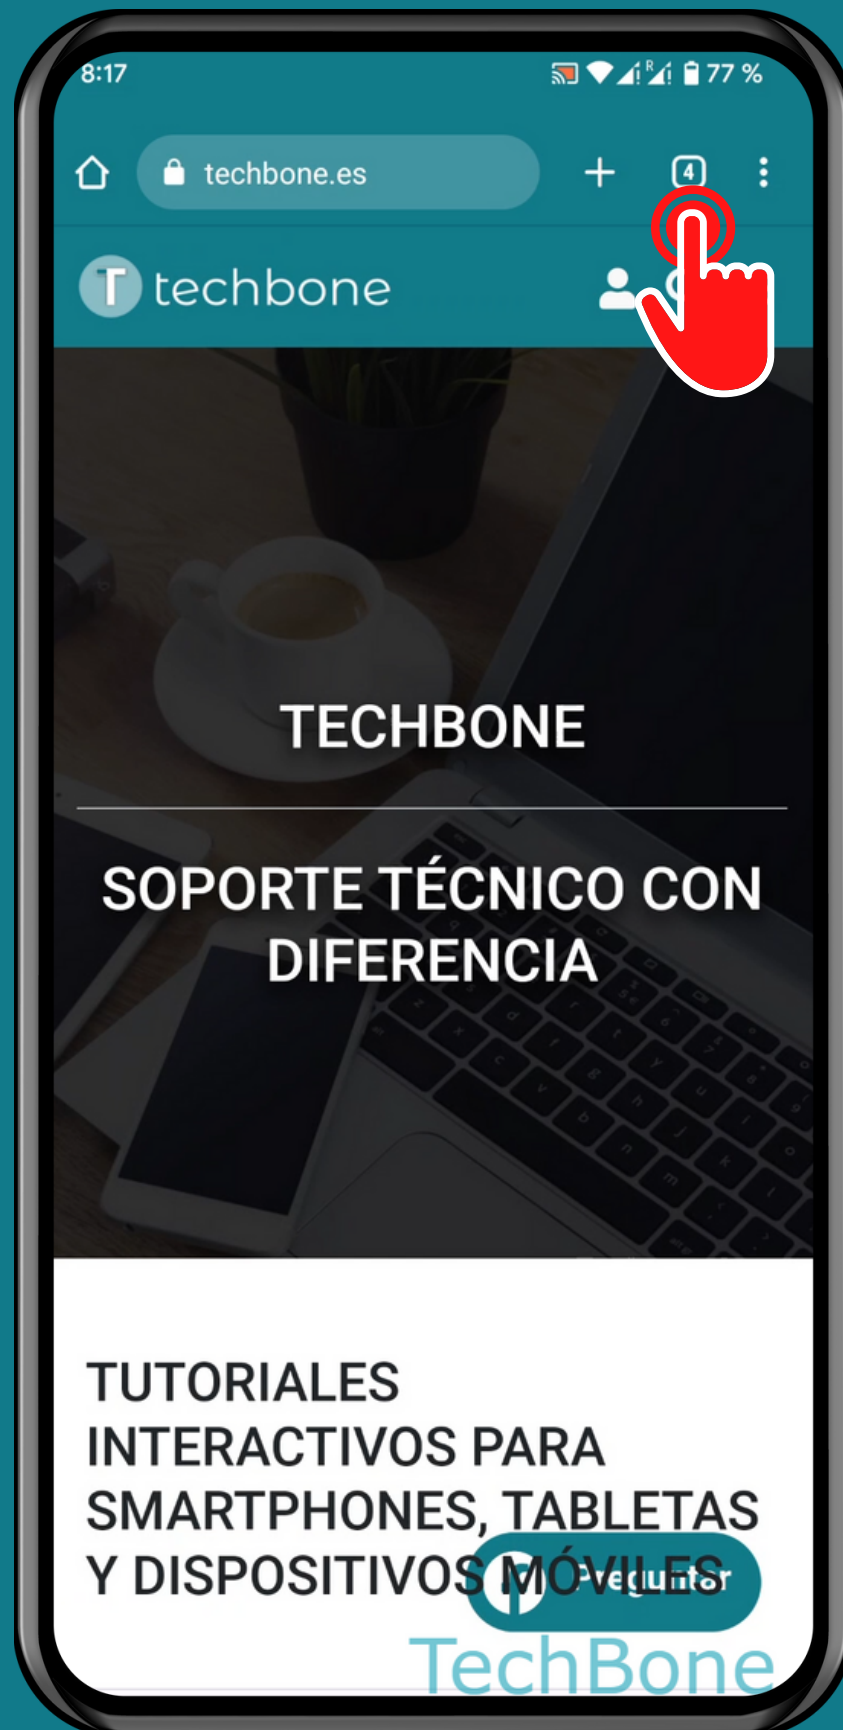 8:17
R
77 %
techbone.es
4
T techbone
TECHBONE
SOPORTE TÉCNICO CON
DIFERENCIA
TUTORIALES
INTERACTIVOS PARA
SMARTPHONES, TABLETAS
Y DISPOSITIVOS MÓVILES
Preguntar
TechBone